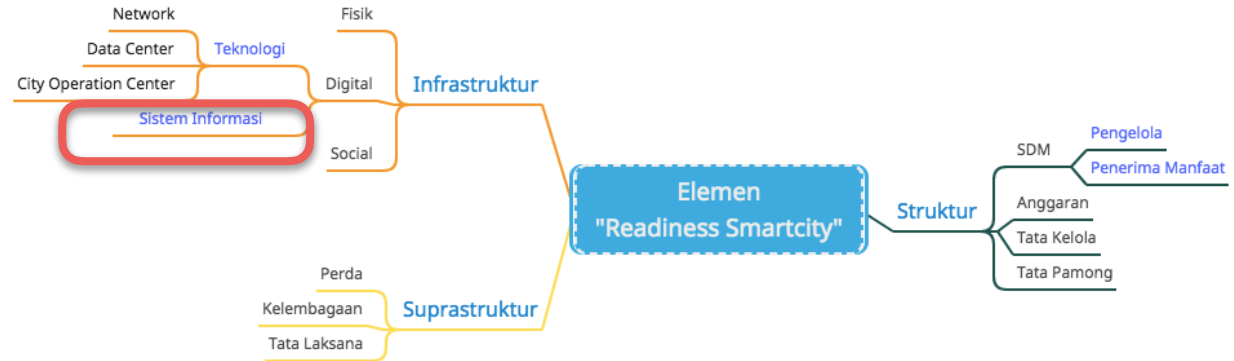 Network
Data Center
City Operation Center
Teknologi
Sistem Informasi
Fisik
Digital
Social
Infrastruktur
Elemen
"Readiness Smartcity"
Struktur
SDM
Pengelola
Penerima Manfaat
Anggaran
Tata Kelola
Tata Pamong
Perda
Kelembagaan
Tata Laksana
Suprastruktur